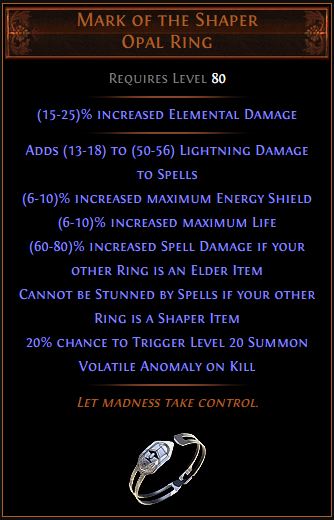 Mark of the Shaper
Opal Ring
Requires Level 80
(15-25)% increased Elemental Damage
Adds (13-18) to (50-56) Lightning Damage
to Spells
(6-10)% increased maximum Energy Shield
(6-10)% increased maximum Life
(60-80)% increased Spell Damage if your
other Ring is an Elder Item
Cannot be Stunned by Spells if your other
Ring is a Shaper Item
20% chance to Trigger Level 20 Summon
Volatile Anomaly on Kill
Let madness take control.